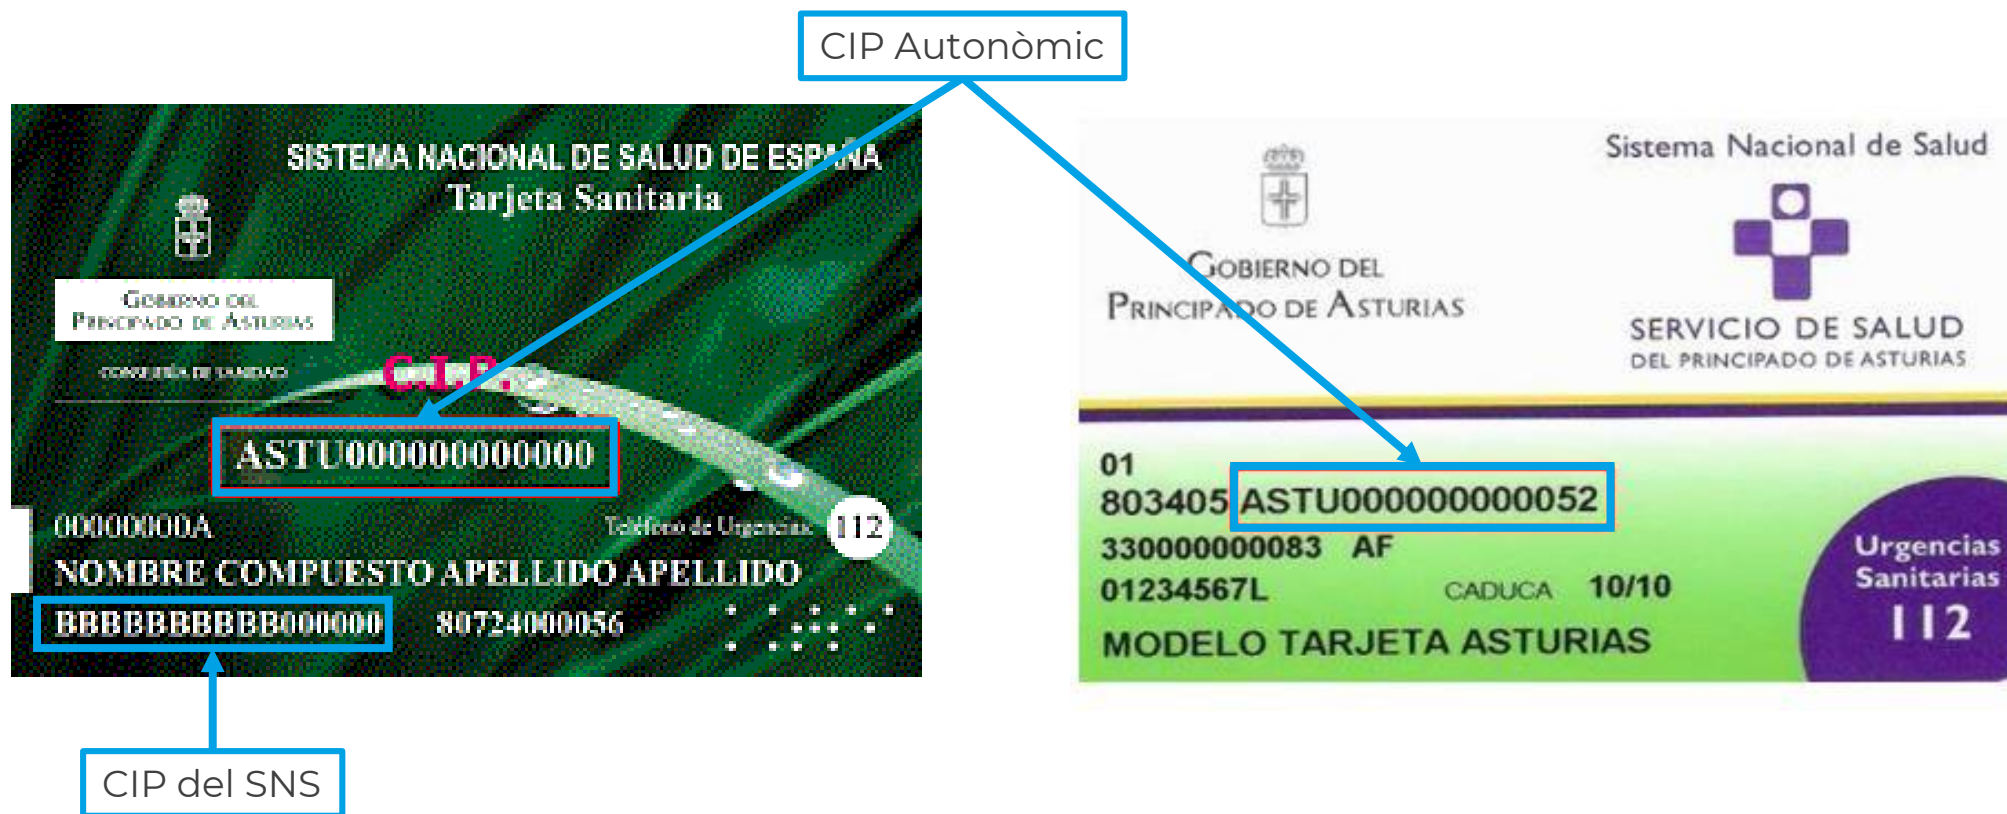 CIP Autonòmic
SISTEMA NACIONAL DE SALUD DE ESPAÑA
Tarjeta Sanitaria
GOBIERNO DEL
PRINCIPADO DE ASTURIAS
CONSEJERÍA DE SANIDAD
C.I.P.
ASTU000000000000
00000000A
Teléfono de Urgencias. 112
NOMBRE COMPUESTO APELLIDO APELLIDO
BBBBBBBBBB000000 80724000056
CIP del SNS
GOBIERNO DEL
PRINCIPADO DE ASTURIAS
Sistema Nacional de Salud
SERVICIO DE SALUD
DEL PRINCIPADO DE ASTURIAS
01
803405 ASTU000000000052
330000000083 AF
01234567L CADUCA 10/10
MODELO TARJETA ASTURIAS
Urgencias
Sanitarias
112